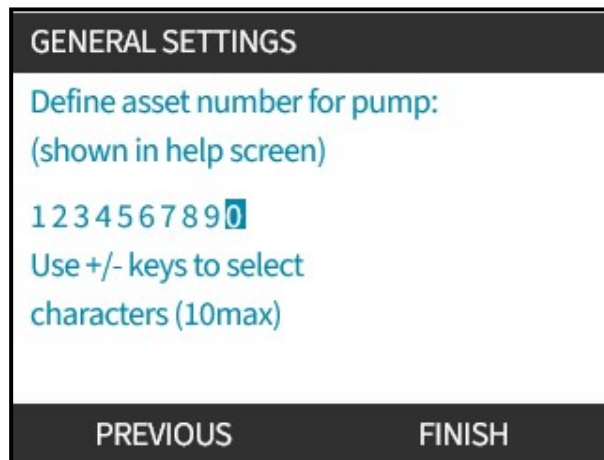 GENERAL SETTINGS
Define asset number for pump:
(shown in help screen)
1234567890
Use +/- keys to select
characters (10max)
PREVIOUS FINISH